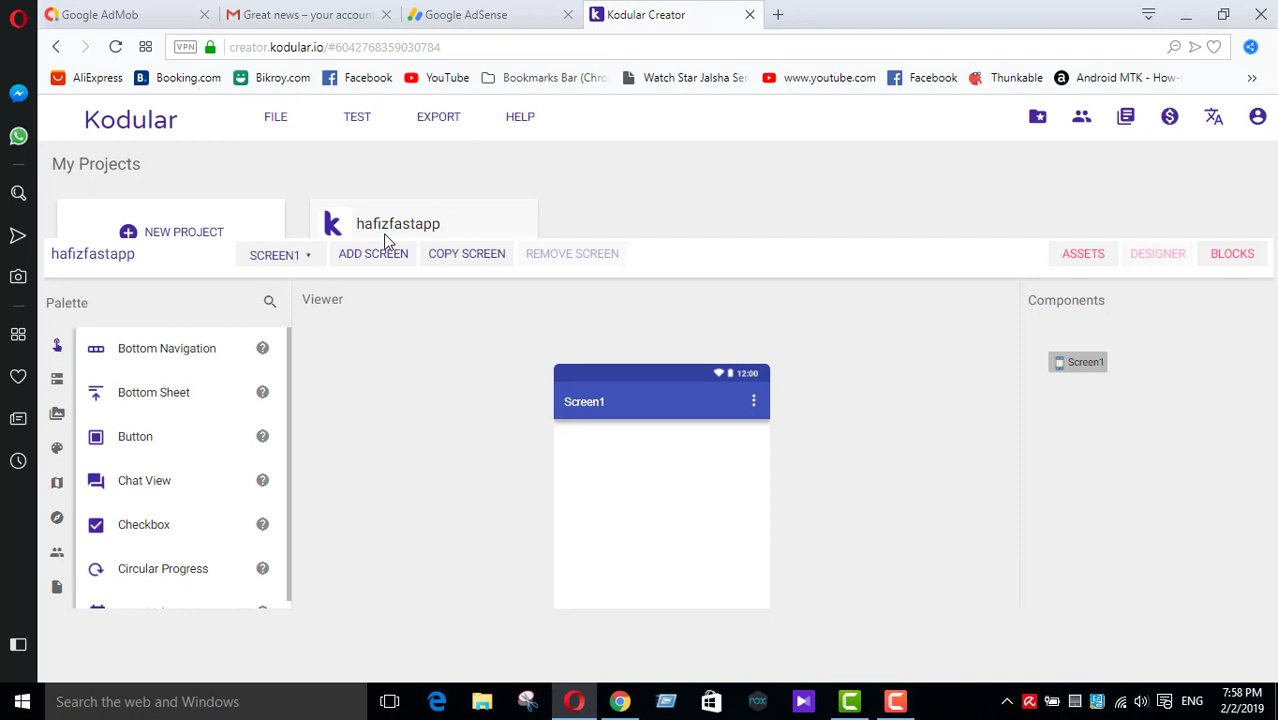 Google AdMob
Great news – your accoun
Google AdSense
Kodular Creator
VPN
creator.kodular.io/#6042768359030784
AliExpress
Booking.com
Bikroy.com
Facebook
YouTube
Bookmarks Bar (Chro
Watch Star Jalsha Ser
www.youtube.com
Facebook
Thunkable
Android MTK - How-
Kodular
FILE
TEST
EXPORT
HELP
My Projects
NEW PROJECT
hafizfastapp
hafizfastapp
SCREEN1
ADD SCREEN
COPY SCREEN
REMOVE SCREEN
ASSETS
DESIGNER
BLOCKS
Palette
Viewer
Components
Bottom Navigation
Bottom Sheet
Button
Chat View
Checkbox
Circular Progress
12:00
Screen1
Screen1
Search the web and Windows
ENG
7:58 PM
2/2/2019